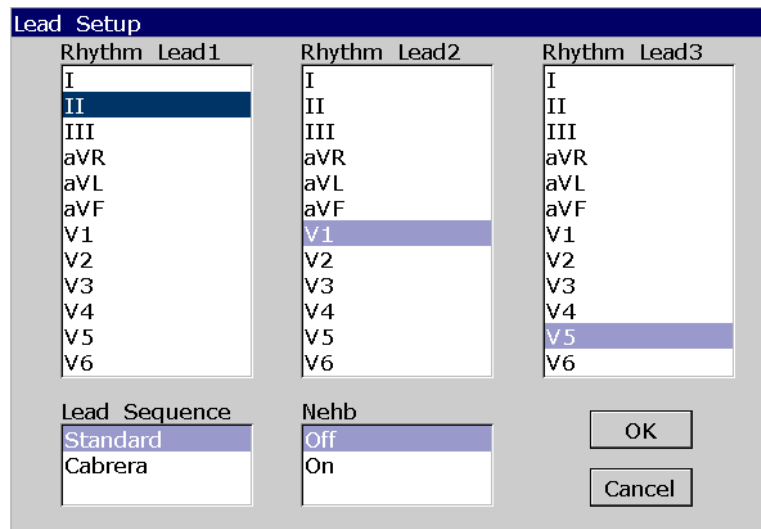 Lead Setup
Rhythm Lead1
I
II
III
aVR
aVL
aVF
V1
V2
V3
V4
V5
V6
Rhythm Lead2
I
II
III
aVR
aVL
aVF
V1
V2
V3
V4
V5
V6
Rhythm Lead3
I
II
III
aVR
aVL
aVF
V1
V2
V3
V4
V5
V6
Lead Sequence
Standard
Cabrera
Nehb
Off
On
OK
Cancel